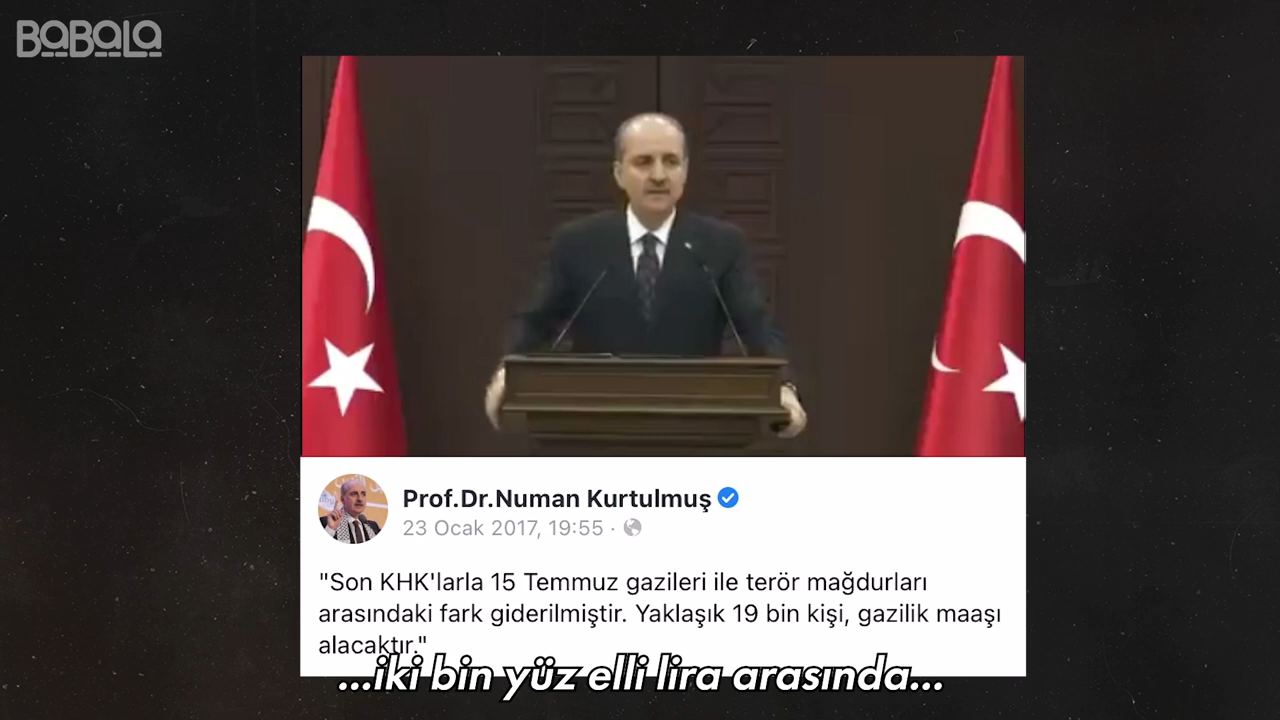 BaBaLa
Prof.Dr.Numan Kurtulmuş
23 Ocak 2017, 19:55 ·
"Son KHK'larla 15 Temmuz gazileri ile terör mağdurları
arasındaki fark giderilmiştir. Yaklaşık 19 bin kişi, gazilik maaşı
alacaktır."
...iki bin yüz elli lira arasında...